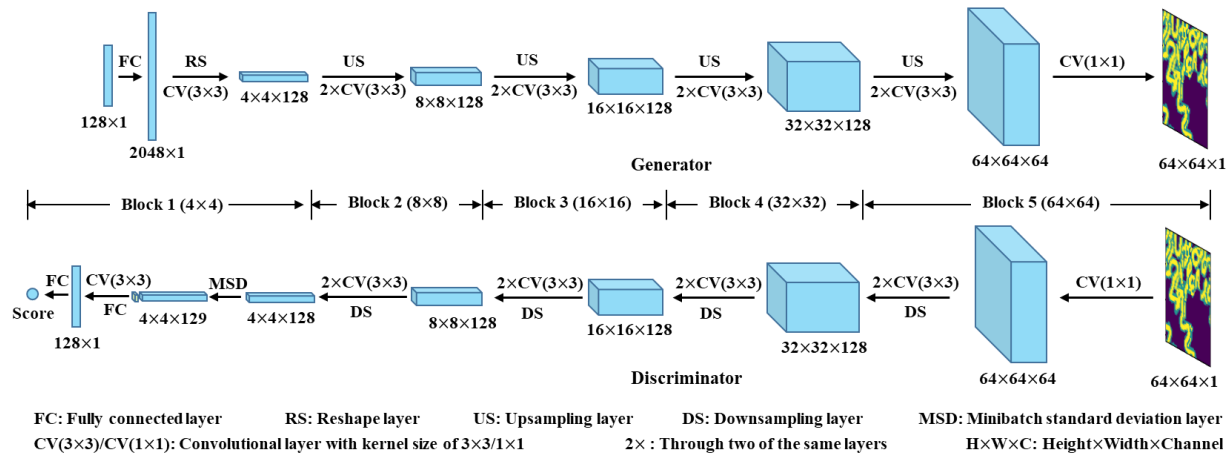 FC
RS
US
US
US
US
CV(1×1)
CV(3×3)
2×CV(3×3)
2×CV(3×3)
2×CV(3×3)
2×CV(3×3)
128×1
2048×1
4×4×128
8×8×128
16×16×128
32×32×128
64×64×64
64×64×1
Generator
Block 1 (4×4)
Block 2 (8×8)
Block 3 (16×16)
Block 4 (32×32)
Block 5 (64×64)
FC
CV(3×3)
MSD
2×CV(3×3)
2×CV(3×3)
2×CV(3×3)
2×CV(3×3)
CV(1×1)
Score
FC
DS
DS
DS
DS
128×1
4×4×129
4×4×128
8×8×128
16×16×128
32×32×128
64×64×64
64×64×1
Discriminator
FC: Fully connected layer RS: Reshape layer US: Upsampling layer DS: Downsampling layer MSD: Minibatch standard deviation layer
CV(3×3)/CV(1×1): Convolutional layer with kernel size of 3×3/1×1 2× : Through two of the same layers H×W×C: Height×Width×Channel